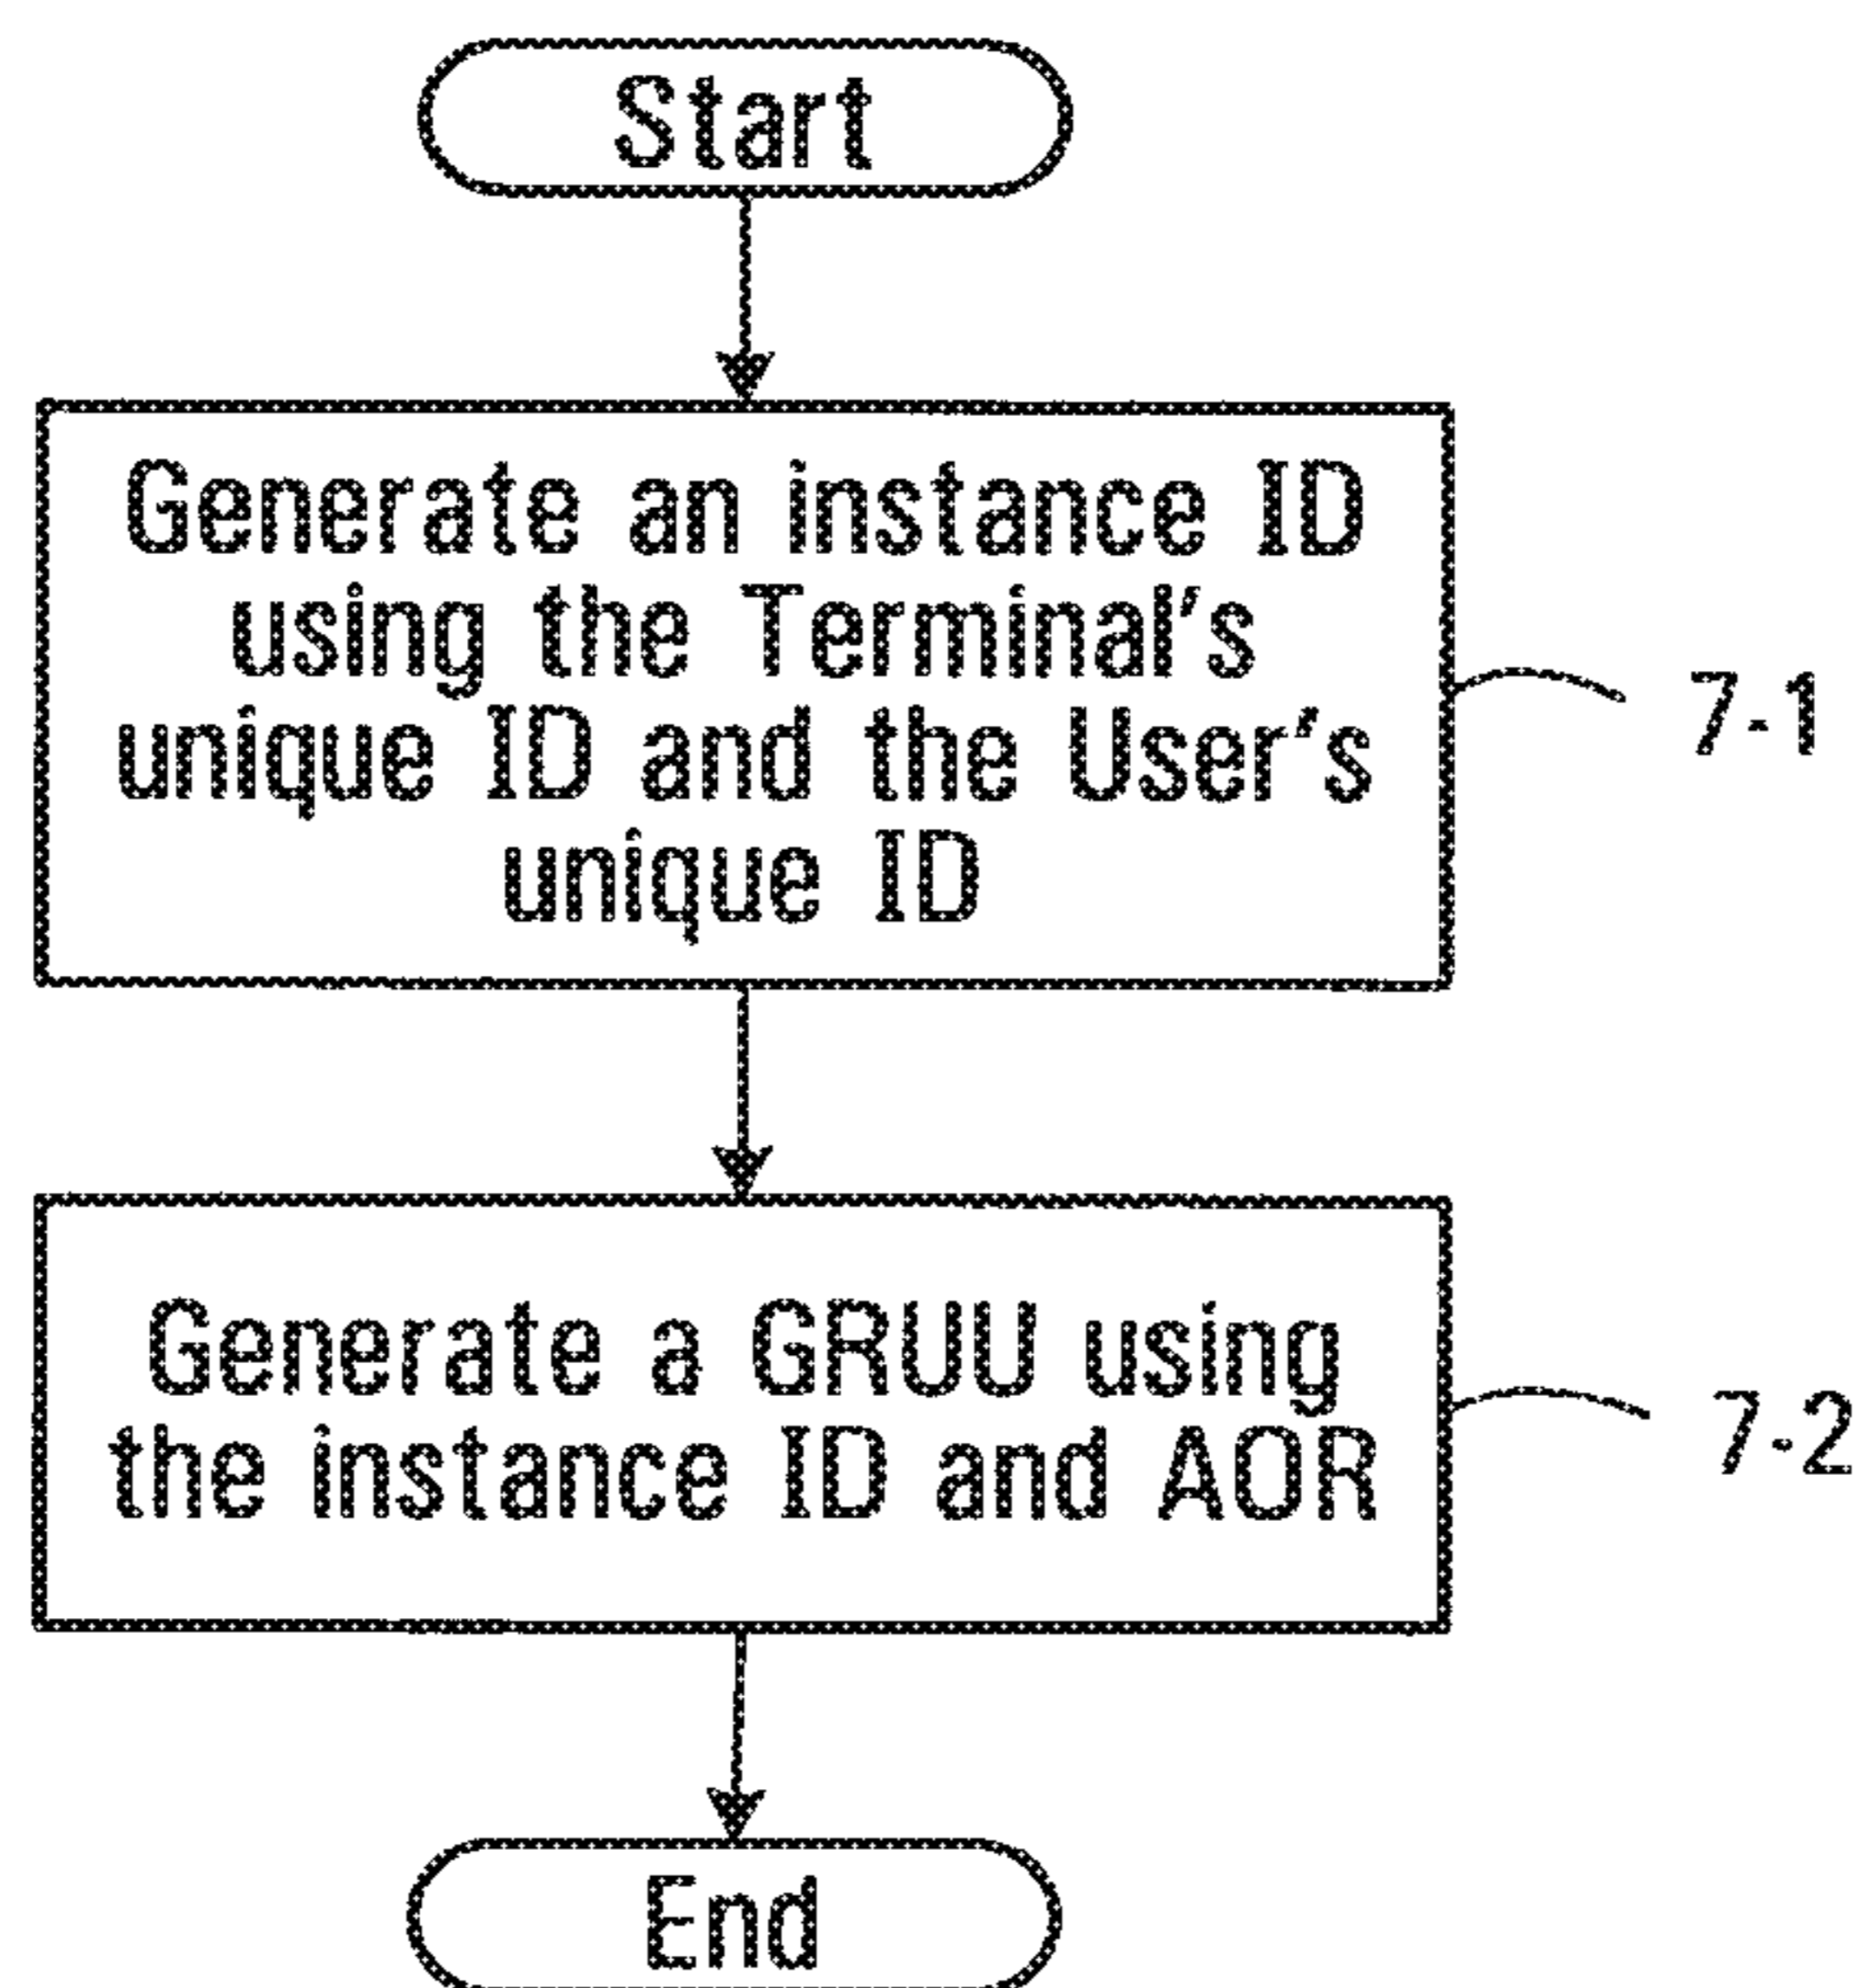 Start
Generate an instance ID
using the Terminal's
unique ID and the User's
unique ID
7-1
Generate a GRUU using
the instance ID and AOR
7-2
End